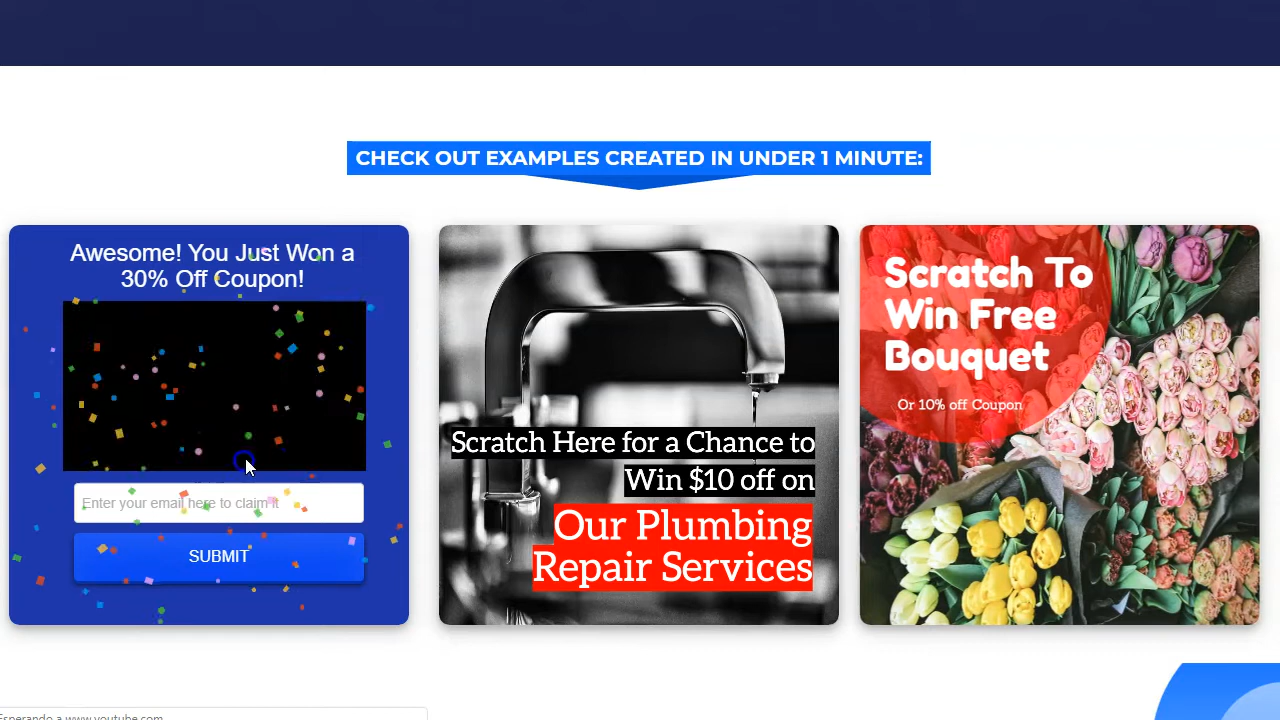 CHECK OUT EXAMPLES CREATED IN UNDER 1 MINUTE:
Awesome! You Just Won a
30% Off Coupon!
Enter your email here to claim it
SUBMIT
Scratch Here for a Chance to
Win $10 off on
Our Plumbing
Repair Services
Scratch To
Win Free
Bouquet
Or 10% off Coupon
Esperando a www.youtube.com